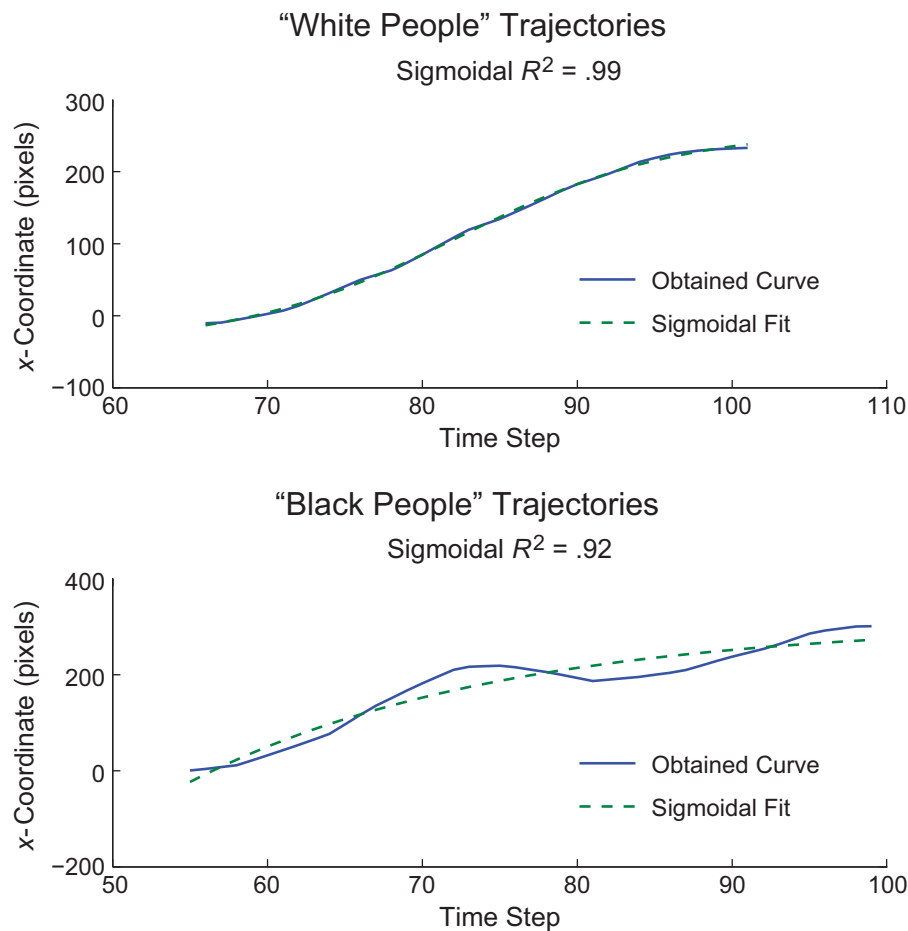 “White People” Trajectories
Sigmoidal R² = .99
300
200
100
0
−100
x-Coordinate (pixels)
Obtained Curve
Sigmoidal Fit
60 70 80 90 100 110
Time Step
“Black People” Trajectories
Sigmoidal R² = .92
400
200
0
−200
x-Coordinate (pixels)
Obtained Curve
Sigmoidal Fit
50 60 70 80 90 100
Time Step